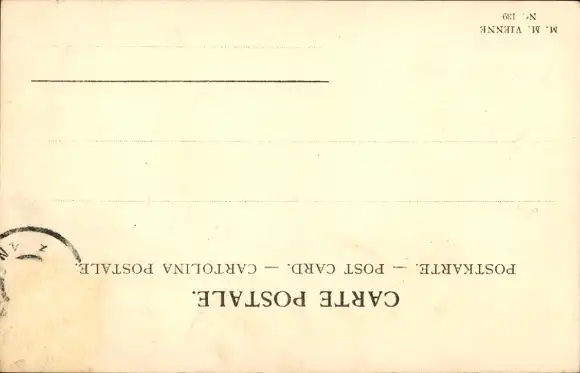 CARTE POSTALE.
POSTKARTE. — POST CARD. — CARTOLINA POSTALE.
M. M. VIENNE
Nr. 139